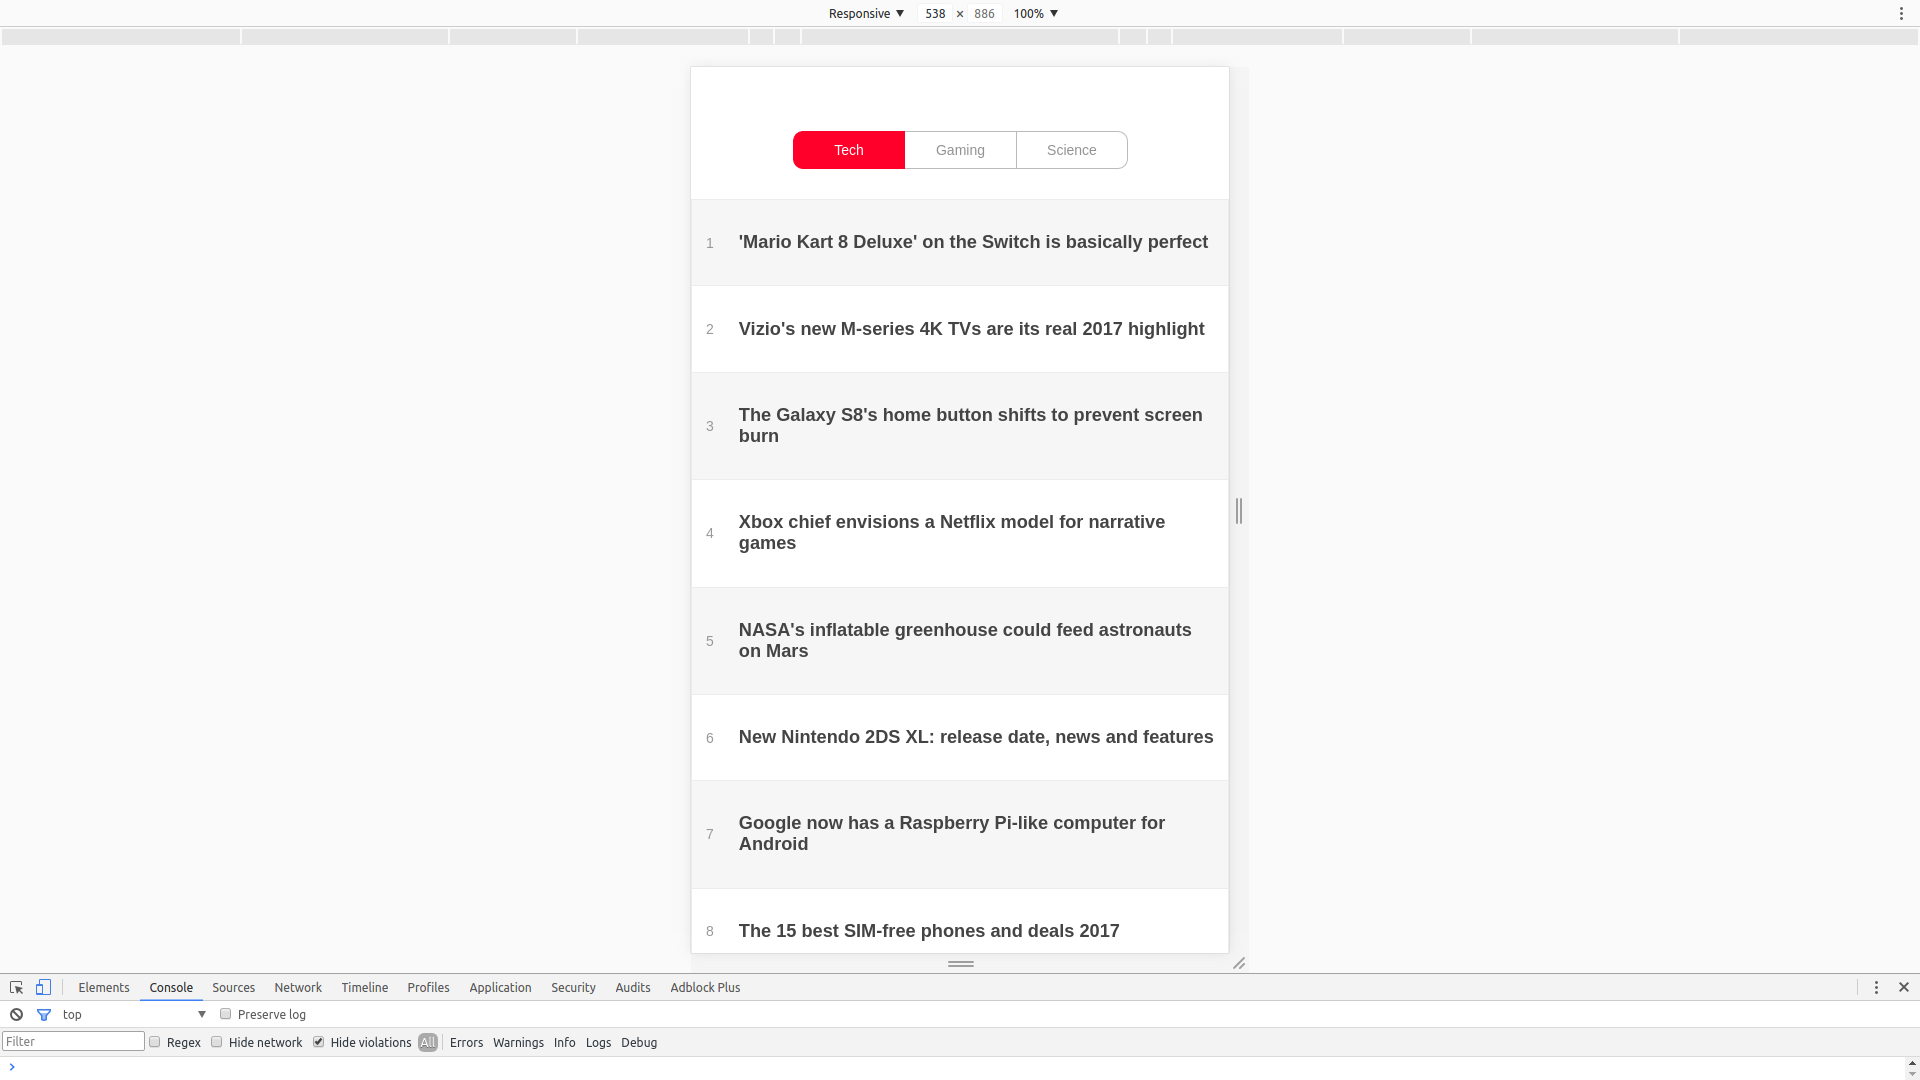 Responsive ▼ 538 × 886 100% ▼
Tech Gaming Science
1 'Mario Kart 8 Deluxe' on the Switch is basically perfect
2 Vizio's new M-series 4K TVs are its real 2017 highlight
3 The Galaxy S8's home button shifts to prevent screen
burn
4 Xbox chief envisions a Netflix model for narrative
games
5 NASA's inflatable greenhouse could feed astronauts
on Mars
6 New Nintendo 2DS XL: release date, news and features
7 Google now has a Raspberry Pi-like computer for
Android
8 The 15 best SIM-free phones and deals 2017
Elements Console Sources Network Timeline Profiles Application Security Audits Adblock Plus
top ▼ Preserve log
Filter Regex Hide network Hide violations All Errors Warnings Info Logs Debug